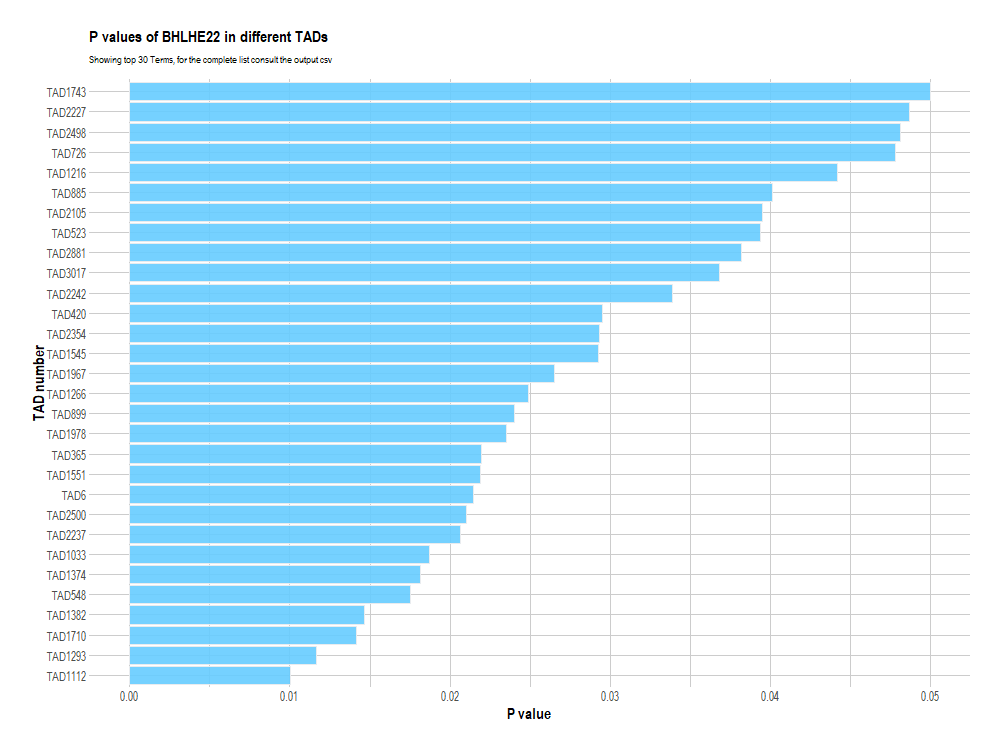 P values of BHLHE22 in different TADs
Showing top 30 Terms, for the complete list consult the output csv
TAD number
TAD1743
TAD2227
TAD2498
TAD726
TAD1216
TAD885
TAD2105
TAD523
TAD2881
TAD3017
TAD2242
TAD420
TAD2354
TAD1545
TAD1967
TAD1266
TAD899
TAD1978
TAD365
TAD1551
TAD6
TAD2500
TAD2237
TAD1033
TAD1374
TAD548
TAD1382
TAD1710
TAD1293
TAD1112
0.00 0.01 0.02 0.03 0.04 0.05
P value